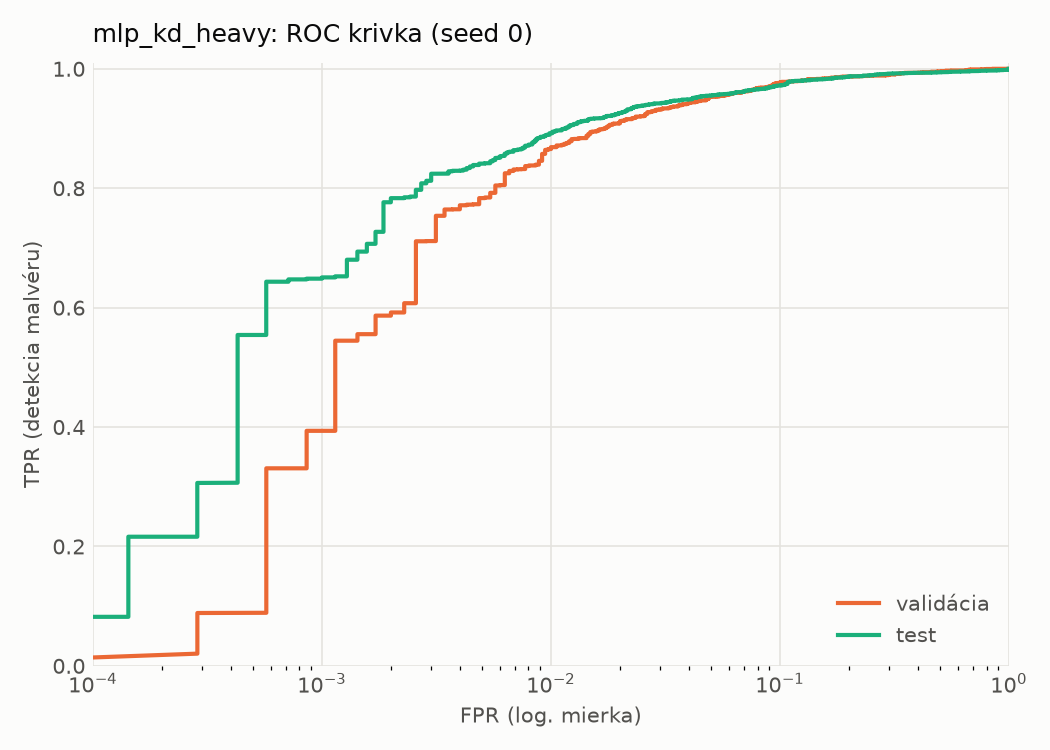 mlp_kd_heavy: ROC krivka (seed 0)
TPR (detekcia malvéru)
1.0
0.8
0.6
0.4
0.2
0.0
10⁻⁴
10⁻³
10⁻²
10⁻¹
10⁰
FPR (log. mierka)
validácia
test